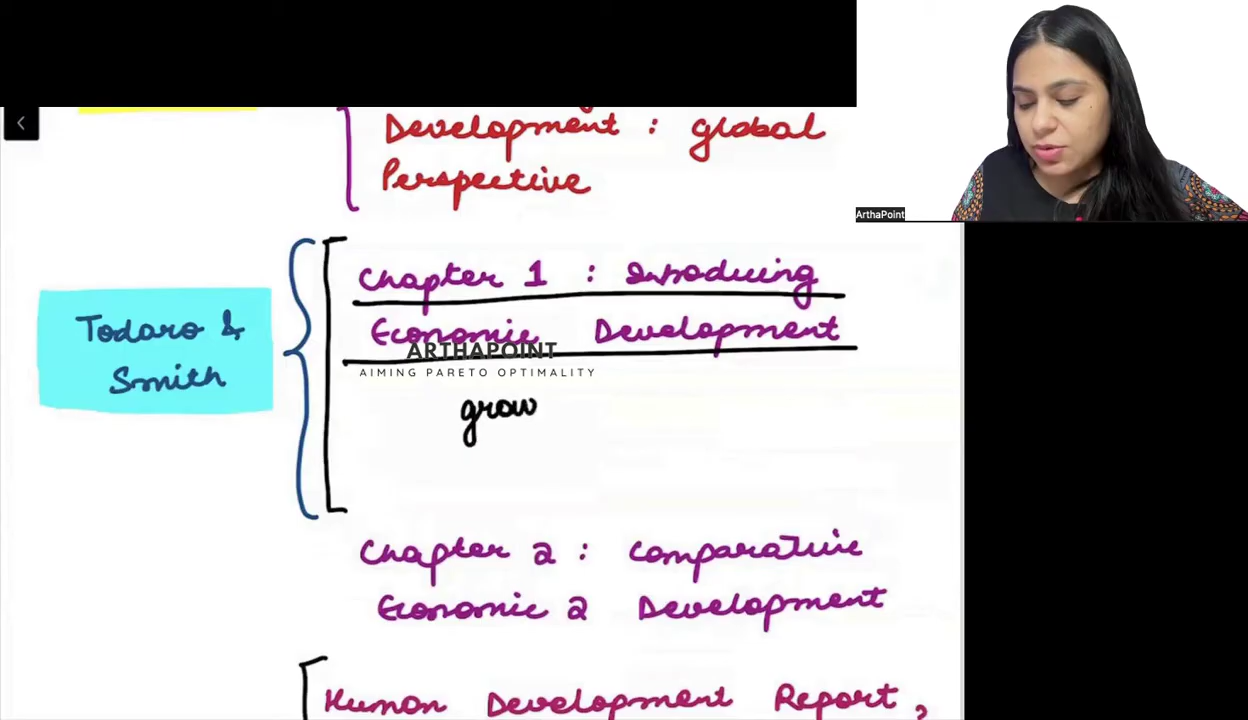 Development : global
Perspective
ArthaPoint
Chapter 1 : Introducing
Economic Development
Todaro &
Smith
ARTHAPOINT
AIMING PARETO OPTIMALITY
grow
Chapter 2 : Comparative
Economic 2 Development
Human Development Report,